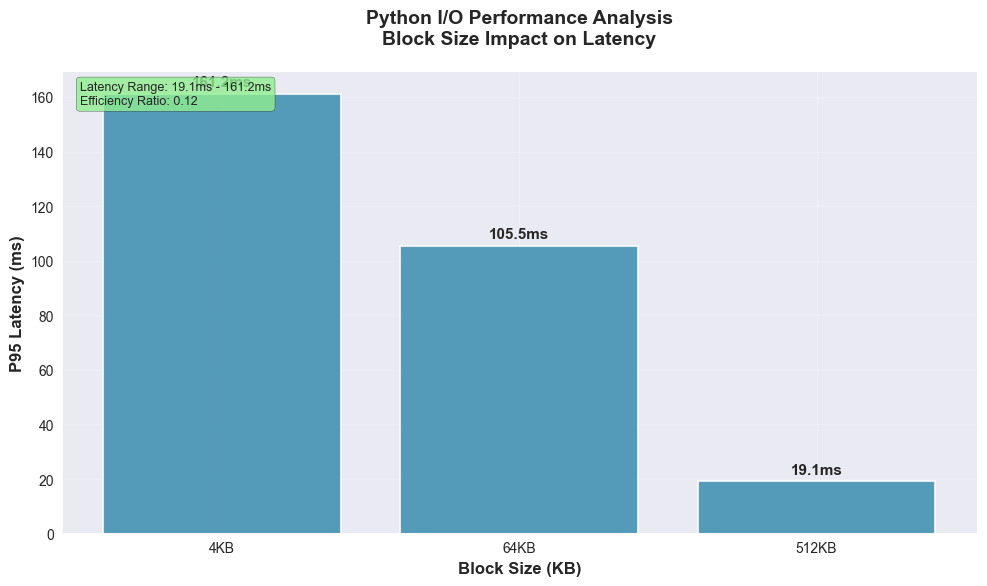 Python I/O Performance Analysis
Block Size Impact on Latency
Latency Range: 19.1ms - 161.2ms
Efficiency Ratio: 0.12
161.2ms
105.5ms
19.1ms
P95 Latency (ms)
160
140
120
100
80
60
40
20
0
4KB
64KB
512KB
Block Size (KB)